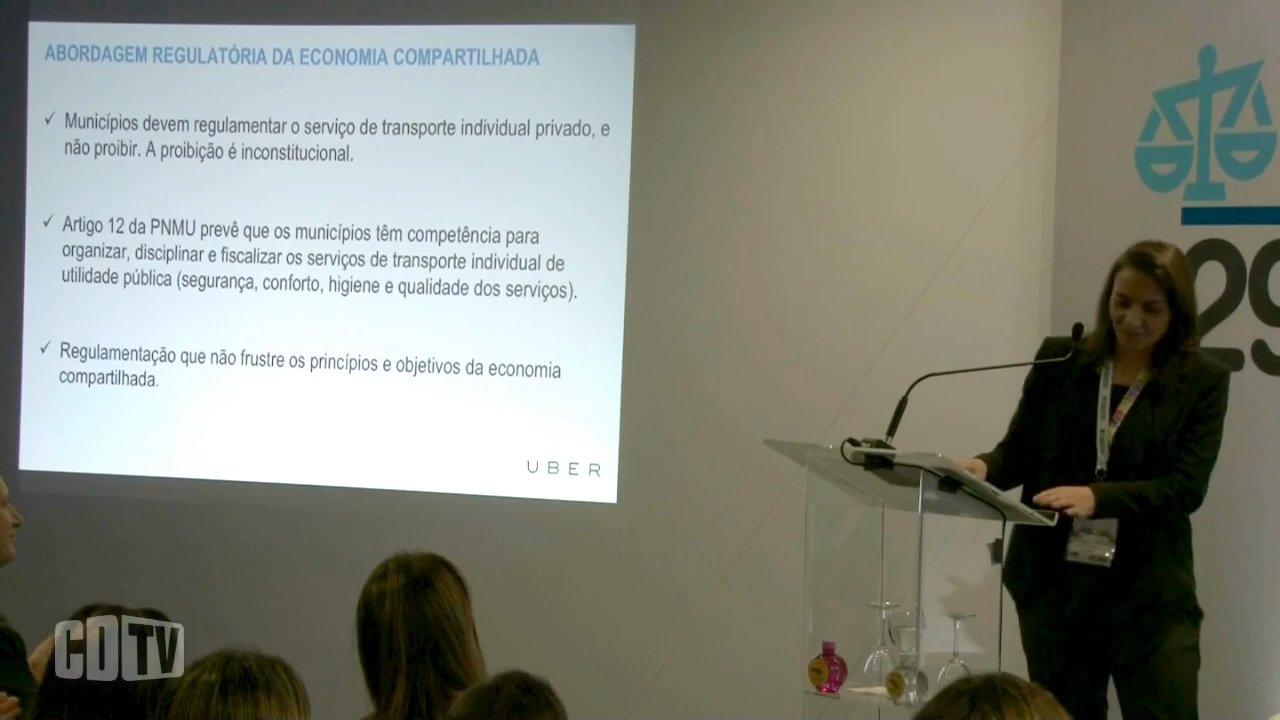 ABORDAGEM REGULATÓRIA DA ECONOMIA COMPARTILHADA
✓ Municípios devem regulamentar o serviço de transporte individual privado, e
não proibir. A proibição é inconstitucional.
✓ Artigo 12 da PNMU prevê que os municípios têm competência para
organizar, disciplinar e fiscalizar os serviços de transporte individual de
utilidade pública (segurança, conforto, higiene e qualidade dos serviços).
✓ Regulamentação que não frustre os princípios e objetivos da economia
compartilhada.
UBER
29
CDTV